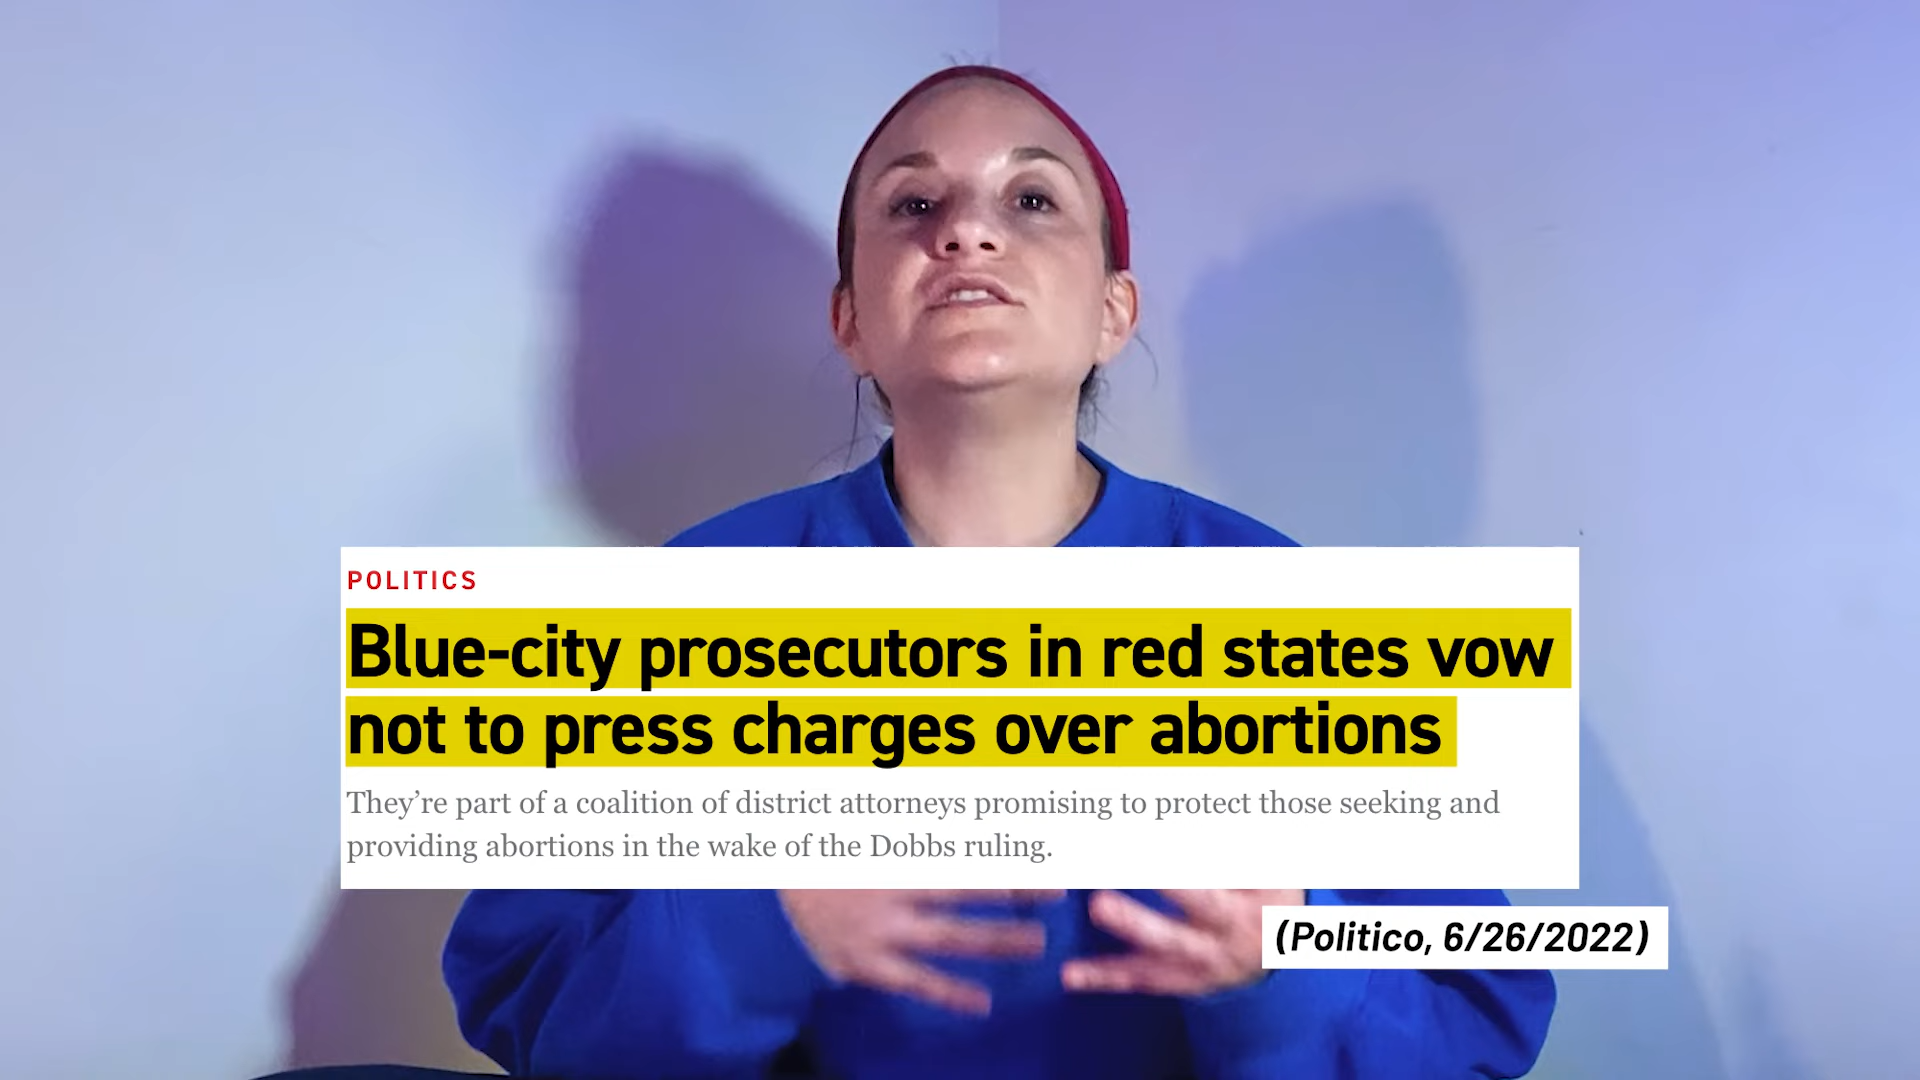 POLITICS
Blue-city prosecutors in red states vow
not to press charges over abortions
They’re part of a coalition of district attorneys promising to protect those seeking and
providing abortions in the wake of the Dobbs ruling.
(Politico, 6/26/2022)